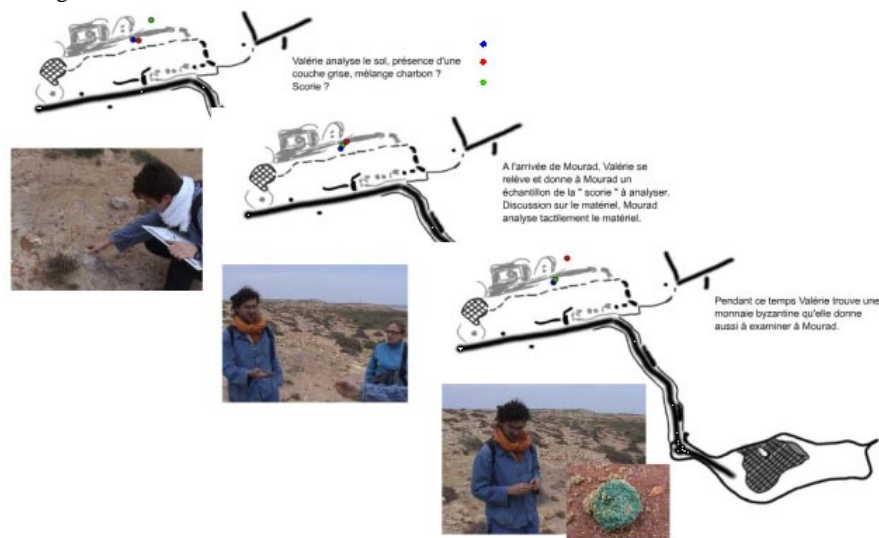 Valérie analyse le sol, présence d'une
couche grise, mélange charbon ?
Scorie ?
A l'arrivée de Mourad, Valérie se
relève et donne à Mourad un
échantillon de la " scorie " à analyser.
Discussion sur le matériel, Mourad
analyse tactilement le matériel.
Pendant ce temps Valérie trouve une
monnaie byzantine qu'elle donne
aussi à examiner à Mourad.